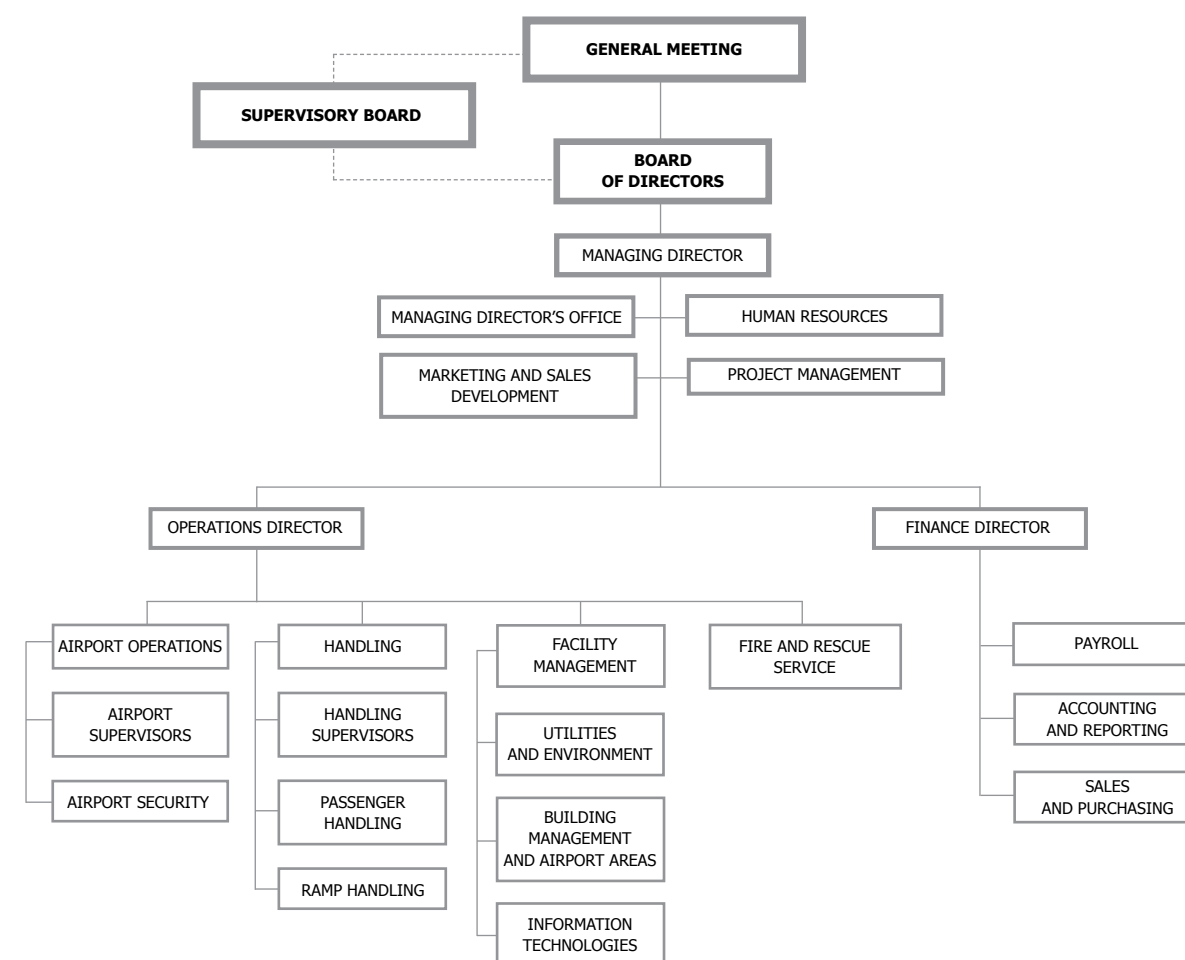 GENERAL MEETING
SUPERVISORY BOARD
BOARD
OF DIRECTORS
MANAGING DIRECTOR
MANAGING DIRECTOR'S OFFICE
HUMAN RESOURCES
MARKETING AND SALES
DEVELOPMENT
PROJECT MANAGEMENT
OPERATIONS DIRECTOR
FINANCE DIRECTOR
AIRPORT OPERATIONS
AIRPORT
SUPERVISORS
AIRPORT SECURITY
HANDLING
HANDLING
SUPERVISORS
PASSENGER
HANDLING
RAMP HANDLING
FACILITY
MANAGEMENT
UTILITIES
AND ENVIRONMENT
BUILDING
MANAGEMENT
AND AIRPORT AREAS
INFORMATION
TECHNOLOGIES
FIRE AND RESCUE
SERVICE
PAYROLL
ACCOUNTING
AND REPORTING
SALES
AND PURCHASING